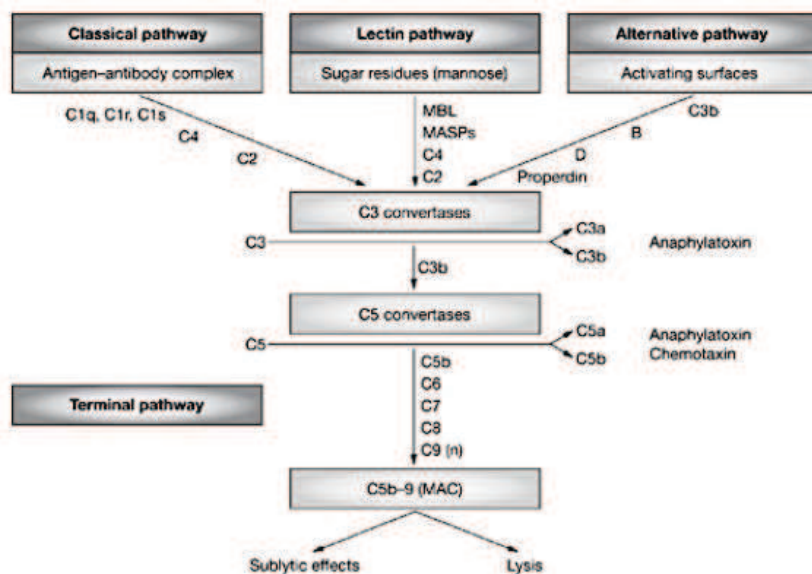 Classical pathway
Antigen–antibody complex
Lectin pathway
Sugar residues (mannose)
Alternative pathway
Activating surfaces
C1q, C1r, C1s
C4
C2
MBL
MASPs
C4
C2
C3b
B
D
Properdin
C3 convertases
C3
C3a
C3b
Anaphylatoxin
C3b
C5 convertases
C5
C5a
C5b
Anaphylatoxin
Chemotaxin
C5b
C6
C7
C8
C9 (n)
Terminal pathway
C5b–9 (MAC)
Sublytic effects
Lysis